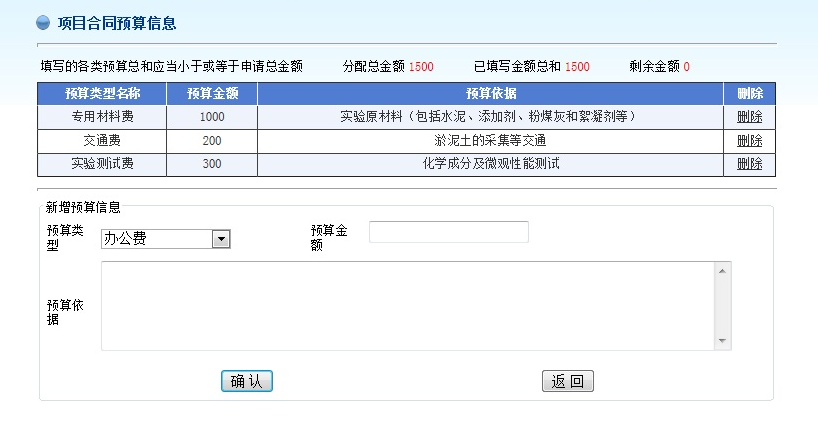 项目合同预算信息
填写的各类预算总和应当小于或等于申请总金额 分配总金额 1500 已填写金额总和 1500 剩余金额 0
预算类型名称 预算金额 预算依据 删除
专用材料费 1000 实验原材料（包括水泥、添加剂、粉煤灰和絮凝剂等） 删除
交通费 200 淤泥土的采集等交通 删除
实验测试费 300 化学成分及微观性能测试 删除
新增预算信息
预算类
型
办公费
预算金
额
预算依
据
确 认 返 回